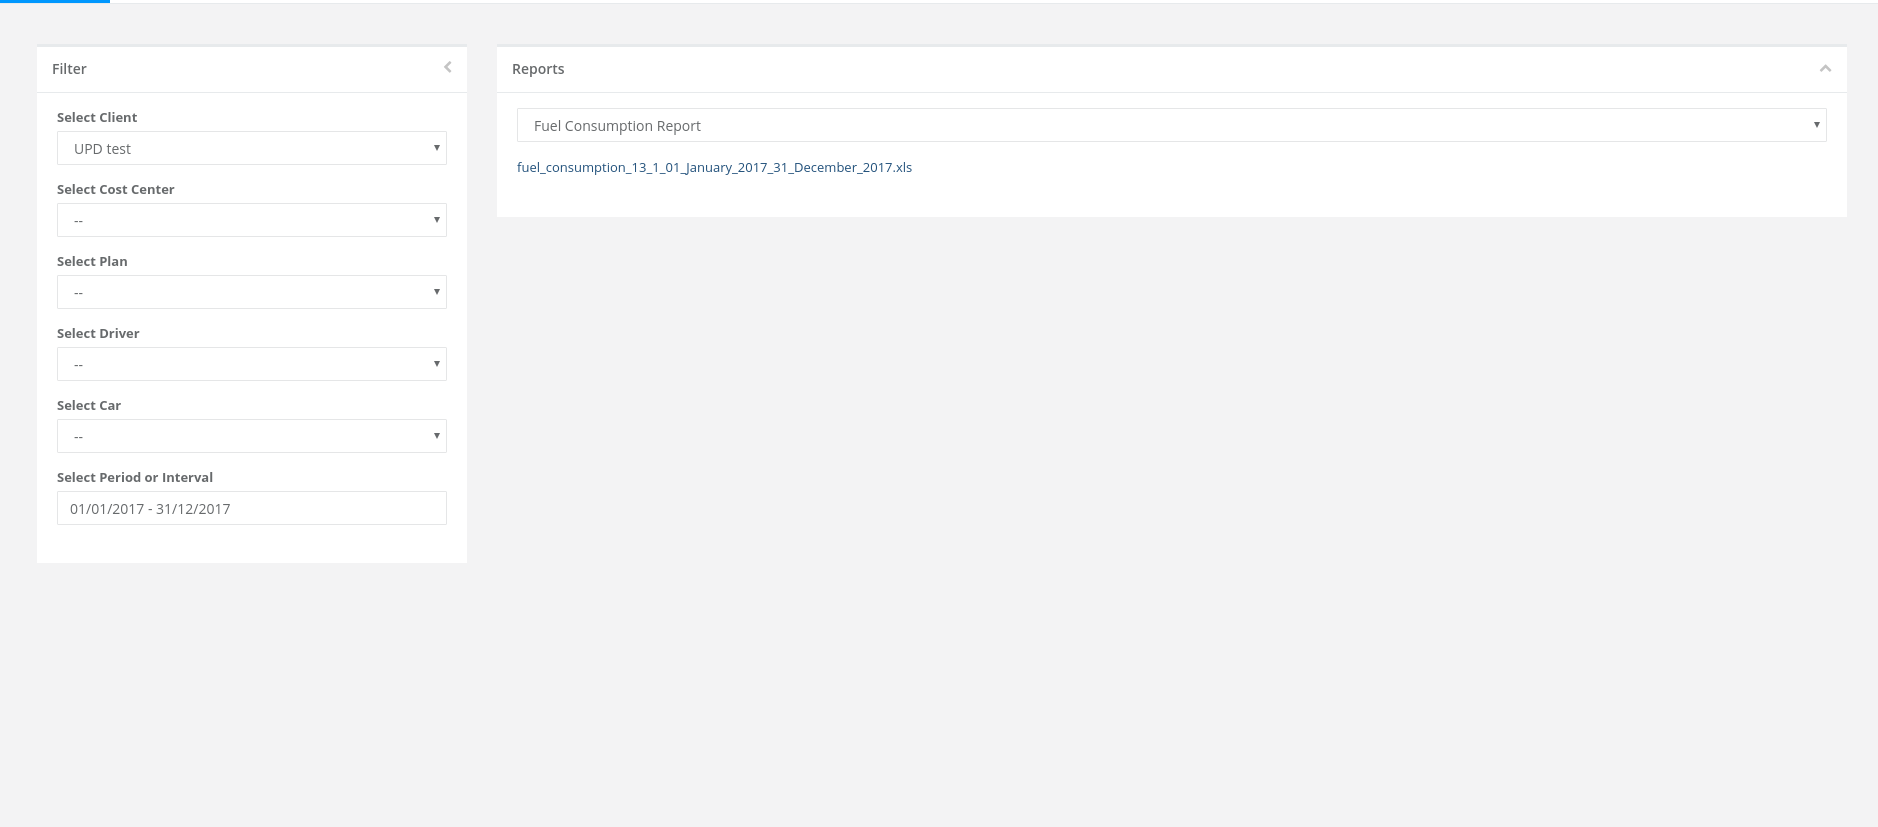 Filter
Select Client
UPD test
Select Cost Center
--
Select Plan
--
Select Driver
--
Select Car
--
Select Period or Interval
01/01/2017 - 31/12/2017
Reports
Fuel Consumption Report
fuel_consumption_13_1_01_January_2017_31_December_2017.xls